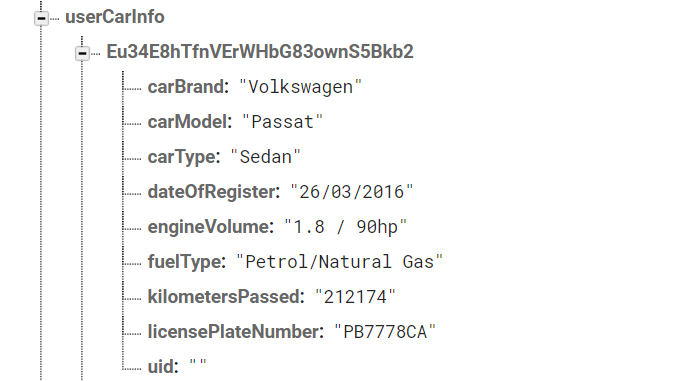 userCarInfo
Eu34E8hTfnVErWHbG83ownS5Bkb2
carBrand: "Volkswagen"
carModel: "Passat"
carType: "Sedan"
dateOfRegister: "26/03/2016"
engineVolume: "1.8 / 90hp"
fuelType: "Petrol/Natural Gas"
kilometersPassed: "212174"
licensePlateNumber: "PB7778CA"
uid: ""